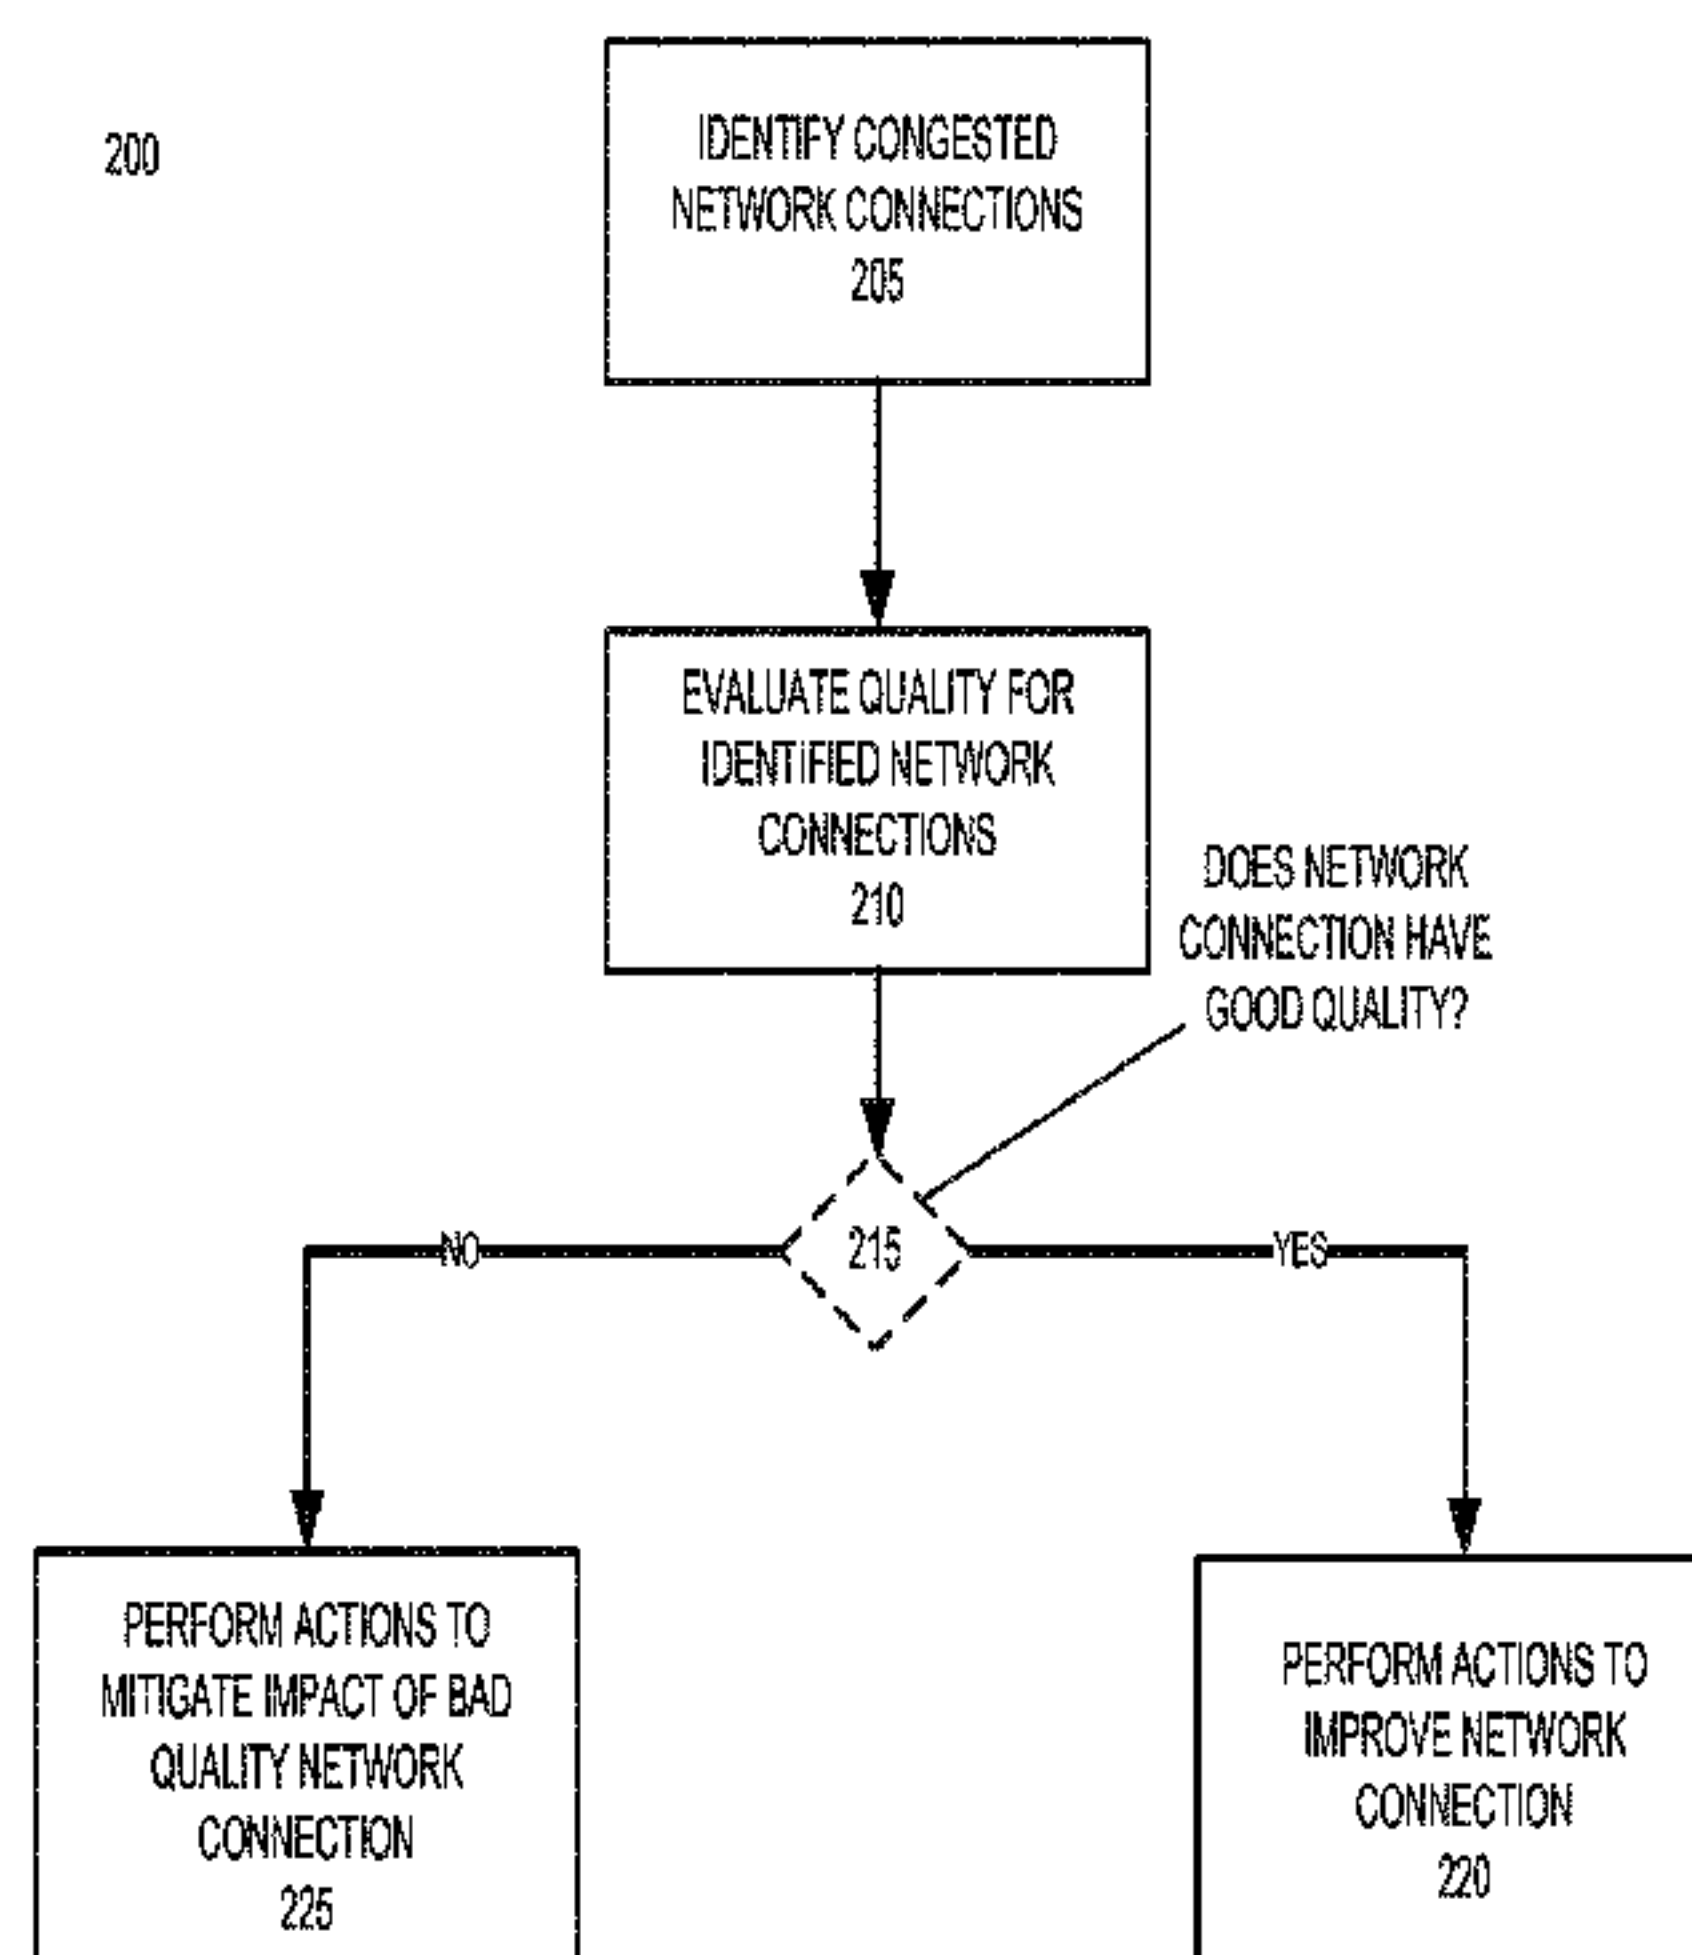 200
IDENTIFY CONGESTED
NETWORK CONNECTIONS
205
EVALUATE QUALITY FOR
IDENTIFIED NETWORK
CONNECTIONS
210
DOES NETWORK
CONNECTION HAVE
GOOD QUALITY?
215
NO
YES
PERFORM ACTIONS TO
MITIGATE IMPACT OF BAD
QUALITY NETWORK
CONNECTION
225
PERFORM ACTIONS TO
IMPROVE NETWORK
CONNECTION
220